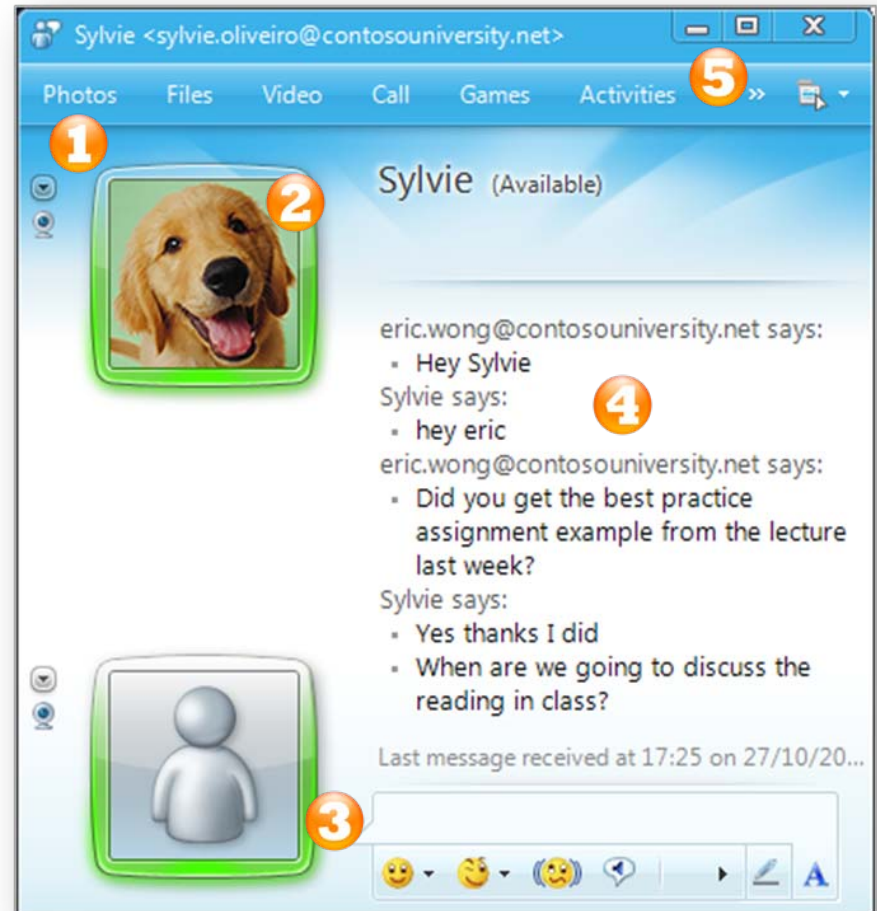 Sylvie <sylvie.oliveiro@contosouniversity.net>
Photos Files Video Call Games Activities »
5
1
2
Sylvie (Available)
eric.wong@contosouniversity.net says:
Hey Sylvie
Sylvie says:
4
hey eric
eric.wong@contosouniversity.net says:
Did you get the best practice
assignment example from the lecture
last week?
Sylvie says:
Yes thanks I did
When are we going to discuss the
reading in class?
Last message received at 17:25 on 27/10/20...
3
A